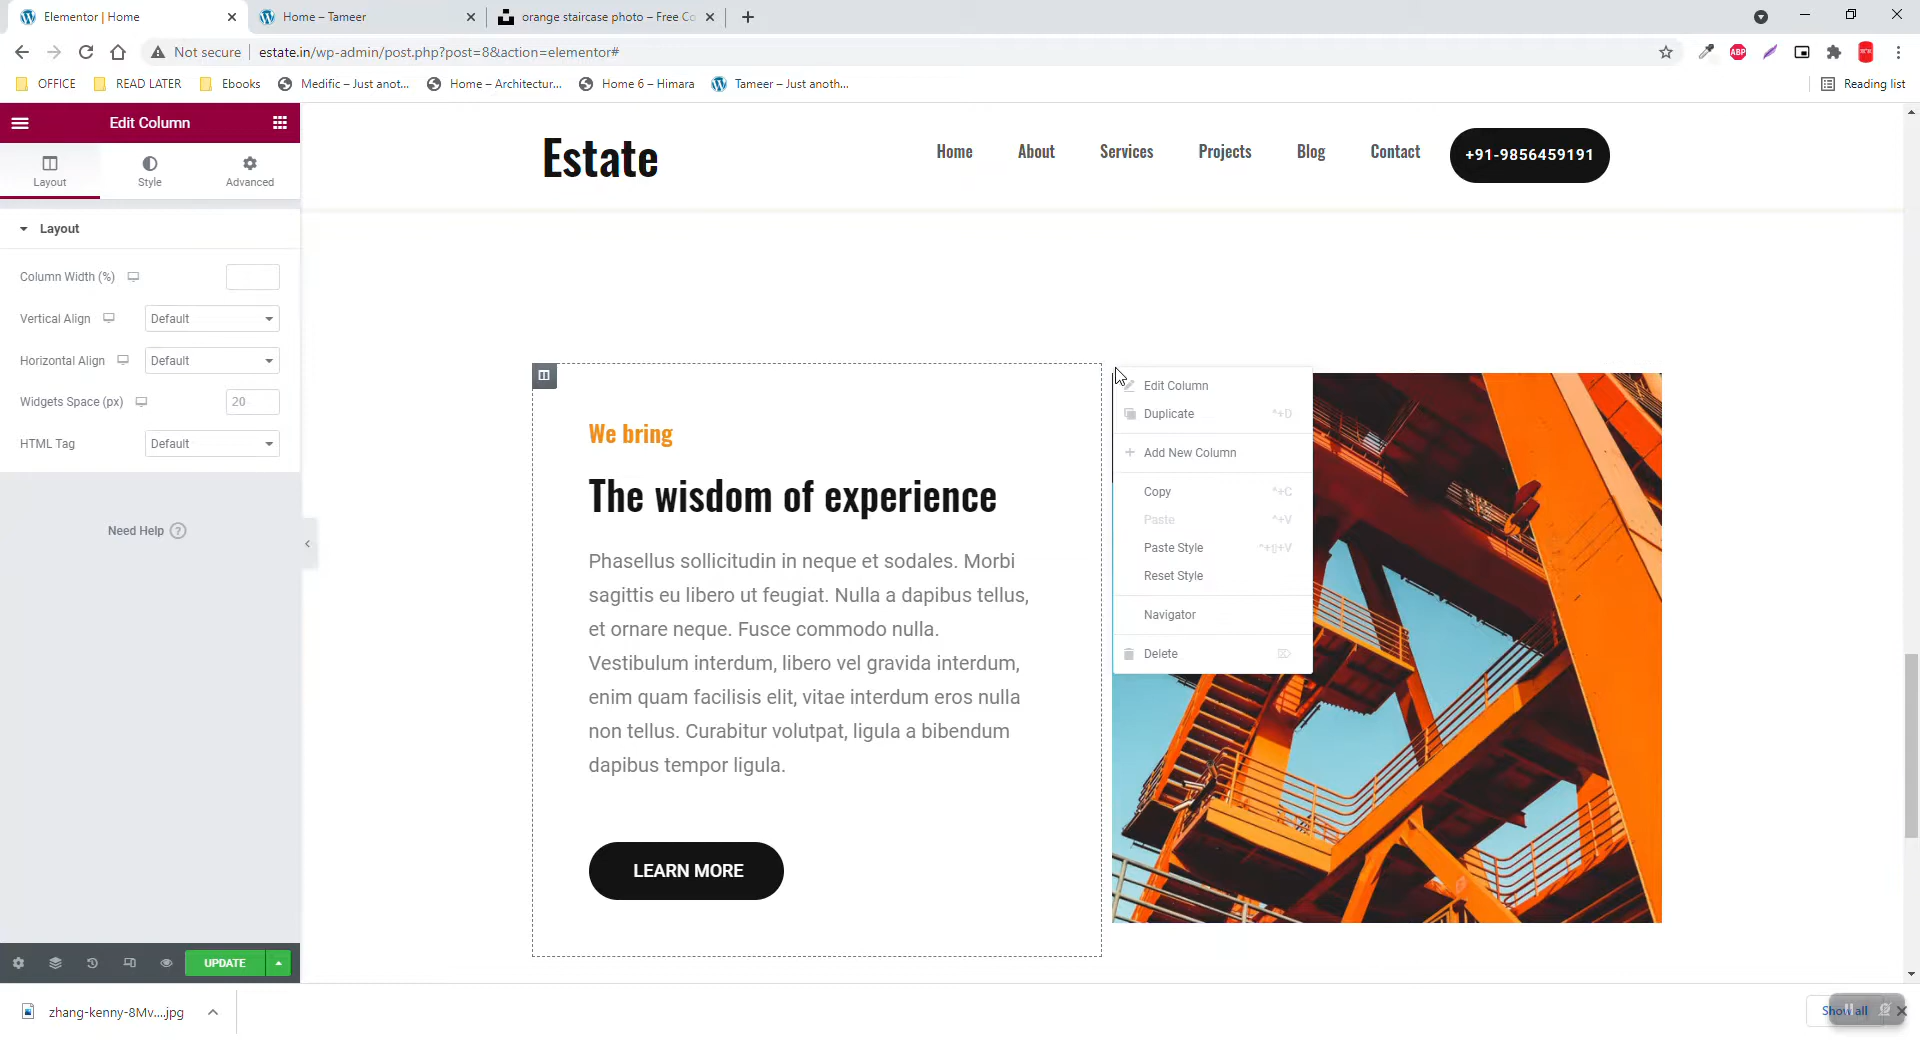 Elementor | Home
Home – Tameer
orange staircase photo – Free Co
Not secure
estate.in/wp-admin/post.php?post=8&action=elementor#
ABP
OFFICE
READ LATER
Ebooks
Medific – Just anot...
Home – Architectur...
Home 6 – Himara
Tameer – Just anoth...
Reading list
Edit Column
Layout
Style
Advanced
Layout
Column Width (%)
Vertical Align
Default
Horizontal Align
Default
Widgets Space (px)
20
HTML Tag
Default
Need Help ?
UPDATE
Estate
Home
About
Services
Projects
Blog
Contact
+91-9856459191
We bring
The wisdom of experience
Phasellus sollicitudin in neque et sodales. Morbi
sagittis eu libero ut feugiat. Nulla a dapibus tellus,
et ornare neque. Fusce commodo nulla.
Vestibulum interdum, libero vel gravida interdum,
enim quam facilisis elit, vitae interdum eros nulla
non tellus. Curabitur volutpat, ligula a bibendum
dapibus tempor ligula.
LEARN MORE
Edit Column
Duplicate ^+D
Add New Column
Copy ^+C
Paste ^+V
Paste Style ^+⇧+V
Reset Style
Navigator
Delete ⌦
zhang-kenny-8Mv....jpg
Show all